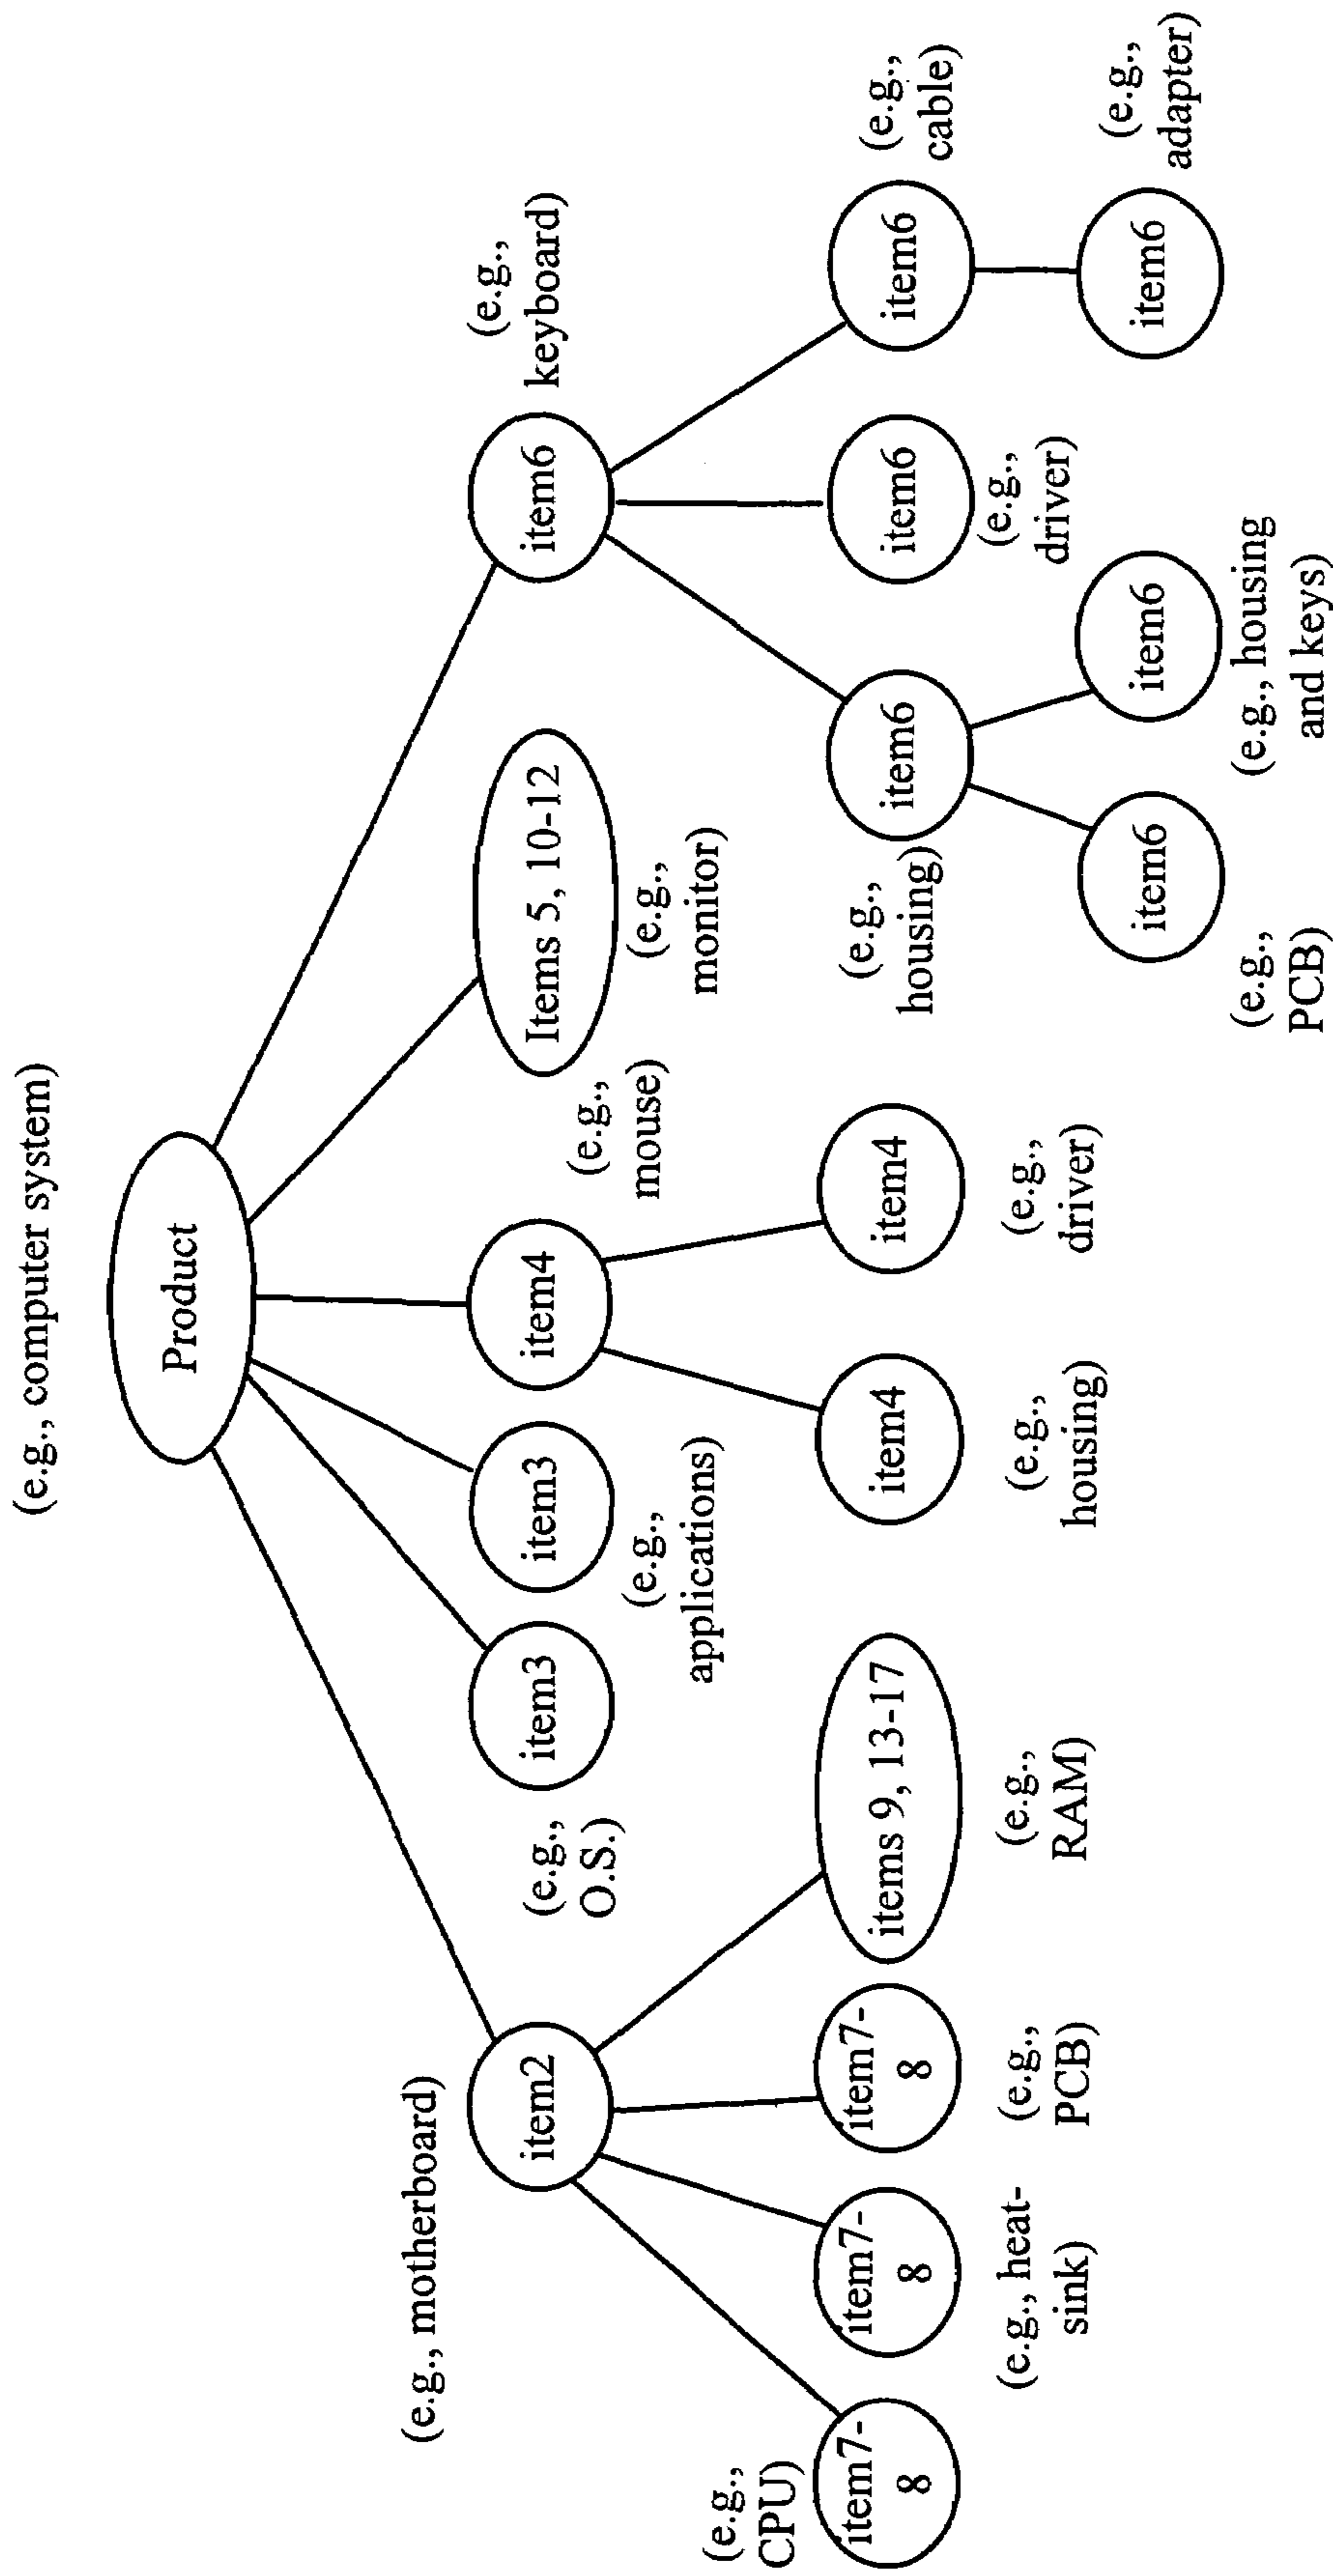 (e.g., computer system)
Product
(e.g., motherboard)
item2
(e.g.,
O.S.)
item3
item3
(e.g.,
applications)
item4
(e.g.,
mouse)
Items 5, 10-12
(e.g.,
monitor)
item6
(e.g.,
keyboard)
(e.g.,
CPU)
item7-
8
item7-
8
(e.g., heat-
sink)
item7-
8
(e.g.,
PCB)
items 9, 13-17
(e.g.,
RAM)
item4
(e.g.,
housing)
item4
(e.g.,
driver)
(e.g.,
housing)
item6
item6
(e.g.,
driver)
item6
(e.g.,
cable)
item6
(e.g.,
PCB)
item6
(e.g., housing
and keys)
item6
(e.g.,
adapter)